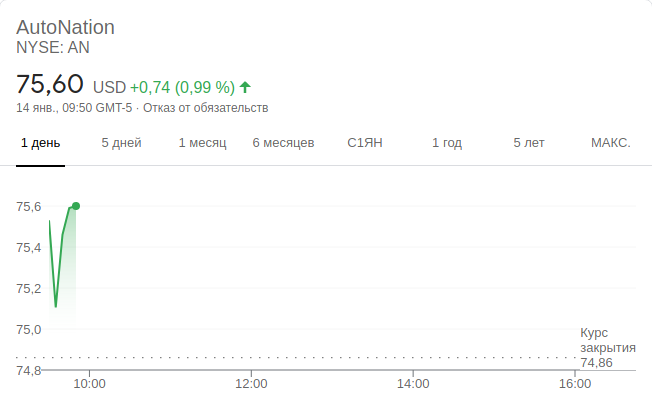 AutoNation
NYSE: AN
75,60 USD +0,74 (0,99 %)
14 янв., 09:50 GMT-5 · Отказ от обязательств
1 день 5 дней 1 месяц 6 месяцев С1ЯН 1 год 5 лет МАКС.
75,6
75,4
75,2
75,0
Курс
закрытия
74,86
74,8
10:00 12:00 14:00 16:00